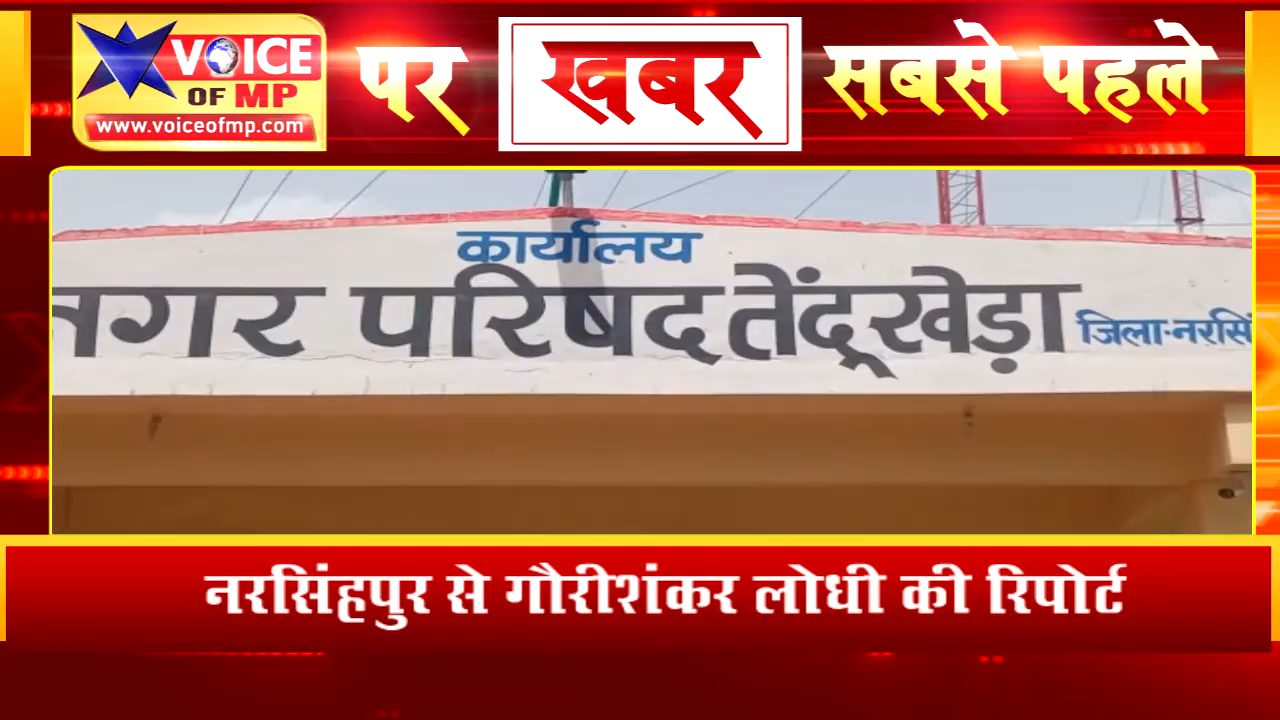 VOICE
OF MP
www.voiceofmp.com
पर खबर सबसे पहले
कार्यालय
नगर परिषद तेंदूखेड़ा जिला-नरसिं
नरसिंहपुर से गौरीशंकर लोधी की रिपोर्ट